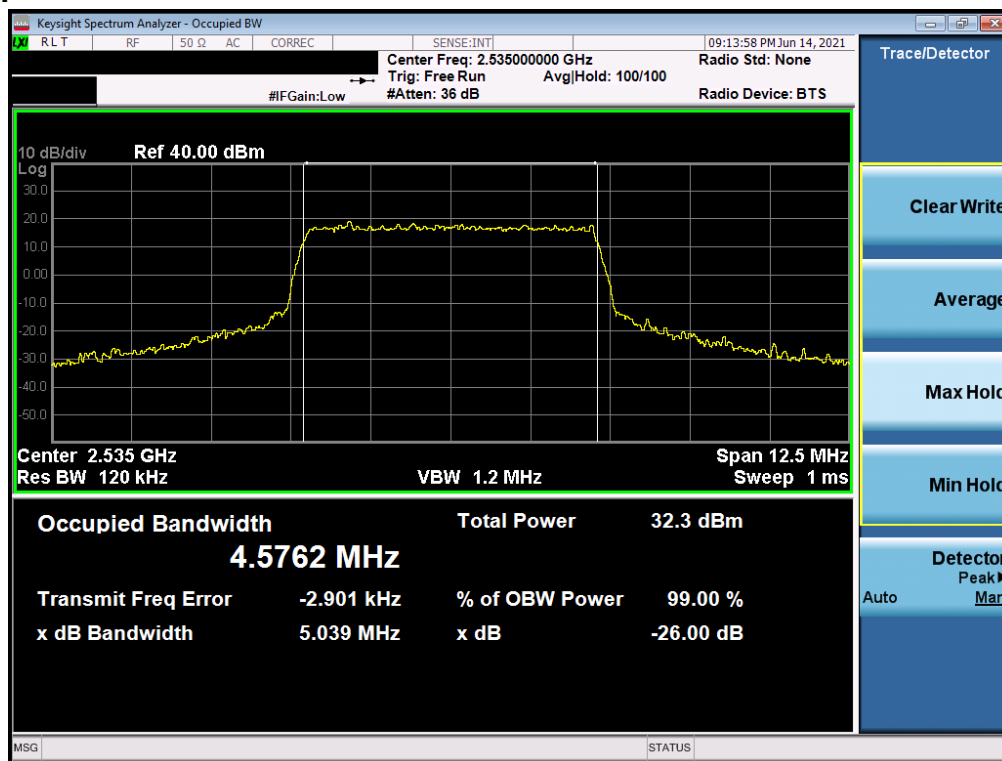 Keysight Spectrum Analyzer - Occupied BW
LXI RLT RF 50 Ω AC CORREC SENSE:INT 09:13:58 PM Jun 14, 2021
Center Freq: 2.535000000 GHz Radio Std: None
Trig: Free Run Avg|Hold: 100/100
#IFGain:Low #Atten: 36 dB Radio Device: BTS
10 dB/div Ref 40.00 dBm
Log
30.0
20.0
10.0
0.00
-10.0
-20.0
-30.0
-40.0
-50.0
Center 2.535 GHz Span 12.5 MHz
Res BW 120 kHz VBW 1.2 MHz Sweep 1 ms
Occupied Bandwidth Total Power 32.3 dBm
4.5762 MHz
Transmit Freq Error -2.901 kHz % of OBW Power 99.00 %
x dB Bandwidth 5.039 MHz x dB -26.00 dB
MSG STATUS
Trace/Detector
Clear Write
Average
Max Hold
Min Hold
Detector
Peak▶
Auto Man